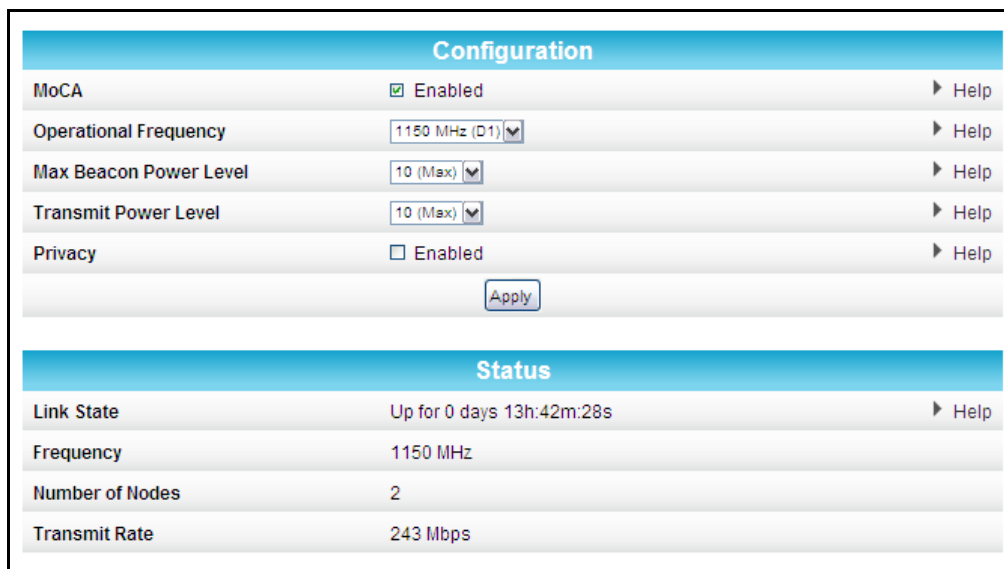 Configuration
MoCA Enabled Help
Operational Frequency 1150 MHz (D1) Help
Max Beacon Power Level 10 (Max) Help
Transmit Power Level 10 (Max) Help
Privacy Enabled Help
Apply
Status
Link State Up for 0 days 13h:42m:28s Help
Frequency 1150 MHz
Number of Nodes 2
Transmit Rate 243 Mbps